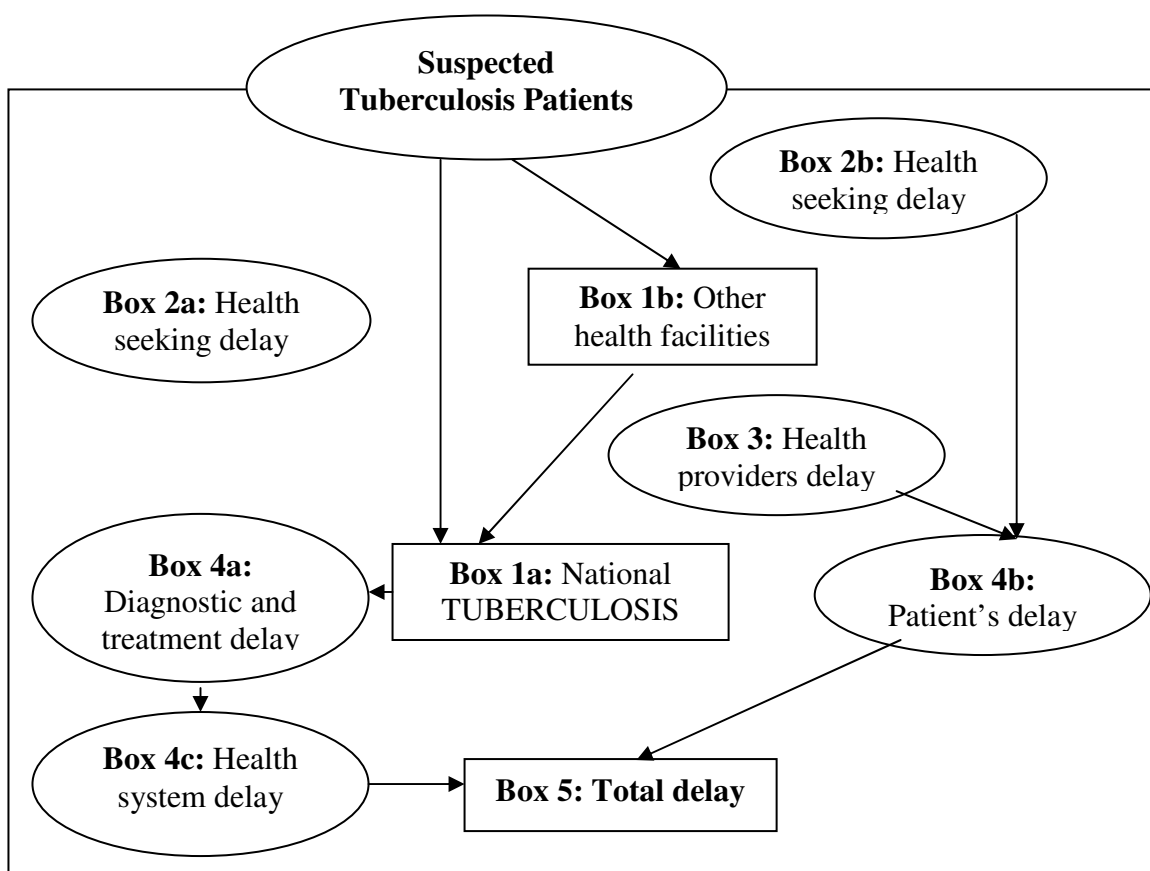 Suspected
Tuberculosis Patients
Box 2b: Health
seeking delay
Box 2a: Health
seeking delay
Box 1b: Other
health facilities
Box 3: Health
providers delay
Box 4a:
Diagnostic and
treatment delay
Box 1a: National
TUBERCULOSIS
Box 4b:
Patient’s delay
Box 4c: Health
system delay
Box 5: Total delay